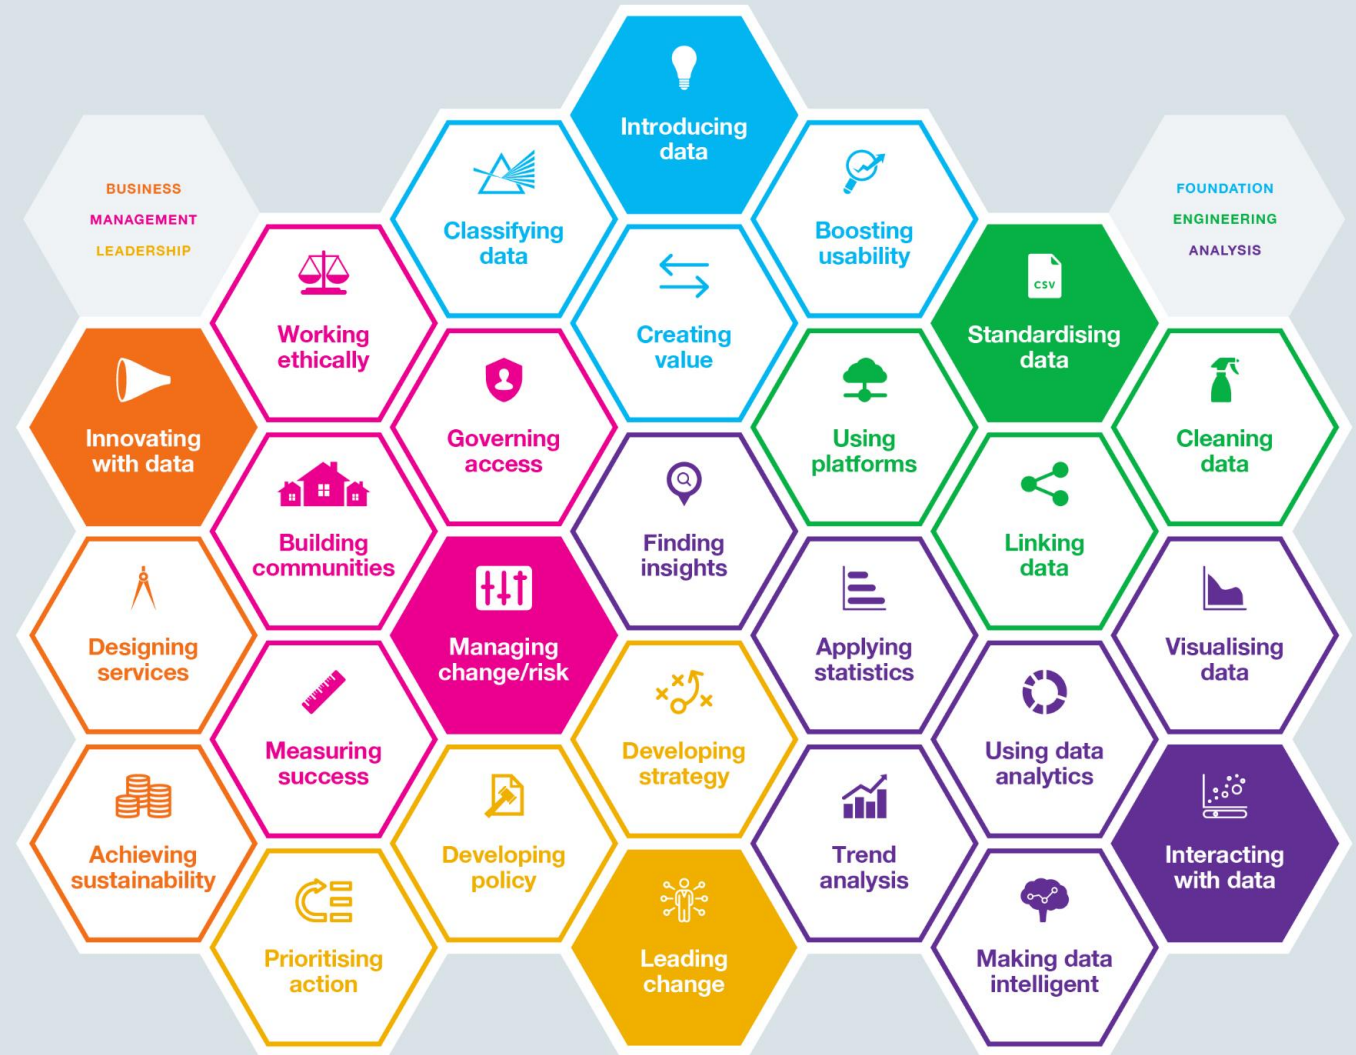 Introducing
data
Classifying
data
Boosting
usability
BUSINESS
MANAGEMENT
LEADERSHIP
FOUNDATION
ENGINEERING
ANALYSIS
Working
ethically
Creating
value
CSV
Standardising
data
Innovating
with data
Governing
access
Using
platforms
Cleaning
data
Building
communities
Finding
insights
Linking
data
Designing
services
Managing
change/risk
Applying
statistics
Visualising
data
Measuring
success
Developing
strategy
Using data
analytics
Achieving
sustainability
Developing
policy
Trend
analysis
Interacting
with data
Prioritising
action
Leading
change
Making data
intelligent